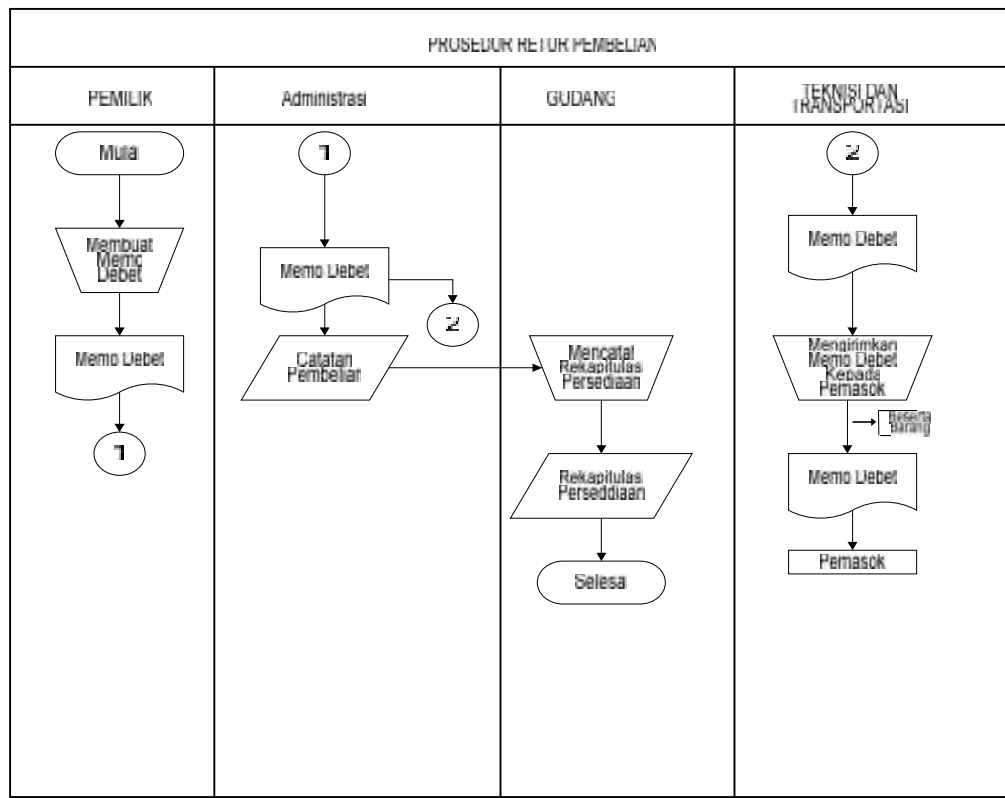 PROSEDUR RETUR PEMBELIAN
PEMILIK
Administrasi
GUDANG
TEKNISI DAN
TRANSPORTASI
Mulai
Membuat
Memo
Debet
Memo Debet
1
1
Memo Debet
2
Catatan
Pembelian
Mencatat
Rekapitulasi
Persediaan
Rekapitulasi
Perseddiaan
Selesai
2
Memo Debet
Mengirimkan
Memo Debet
Kepada
Pemasok
Beserta
Barang
Memo Debet
Pemasok